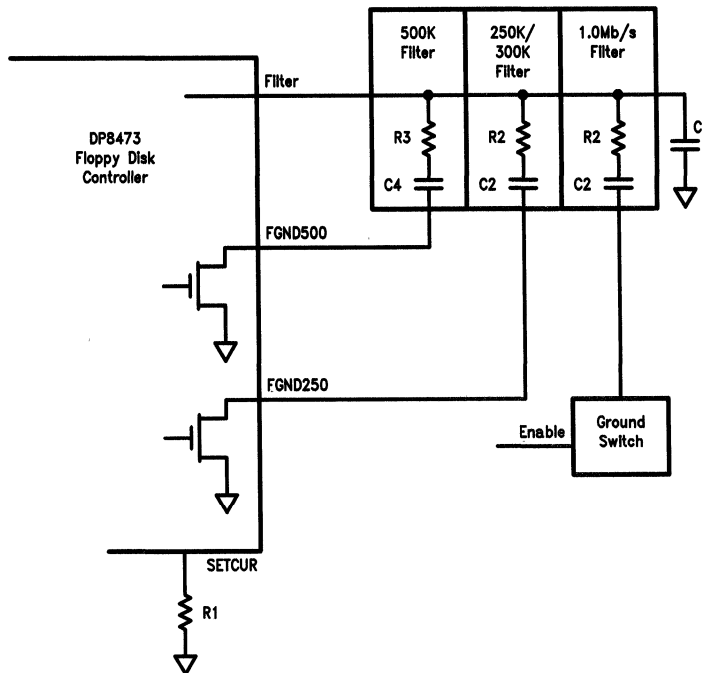 500K
Filter
250K/
300K
Filter
1.0Mb/s
Filter
Filter
DP8473
Floppy Disk
Controller
R3
R2
R2
C
C4
C2
C2
FGND500
FGND250
Enable
Ground
Switch
SETCUR
R1